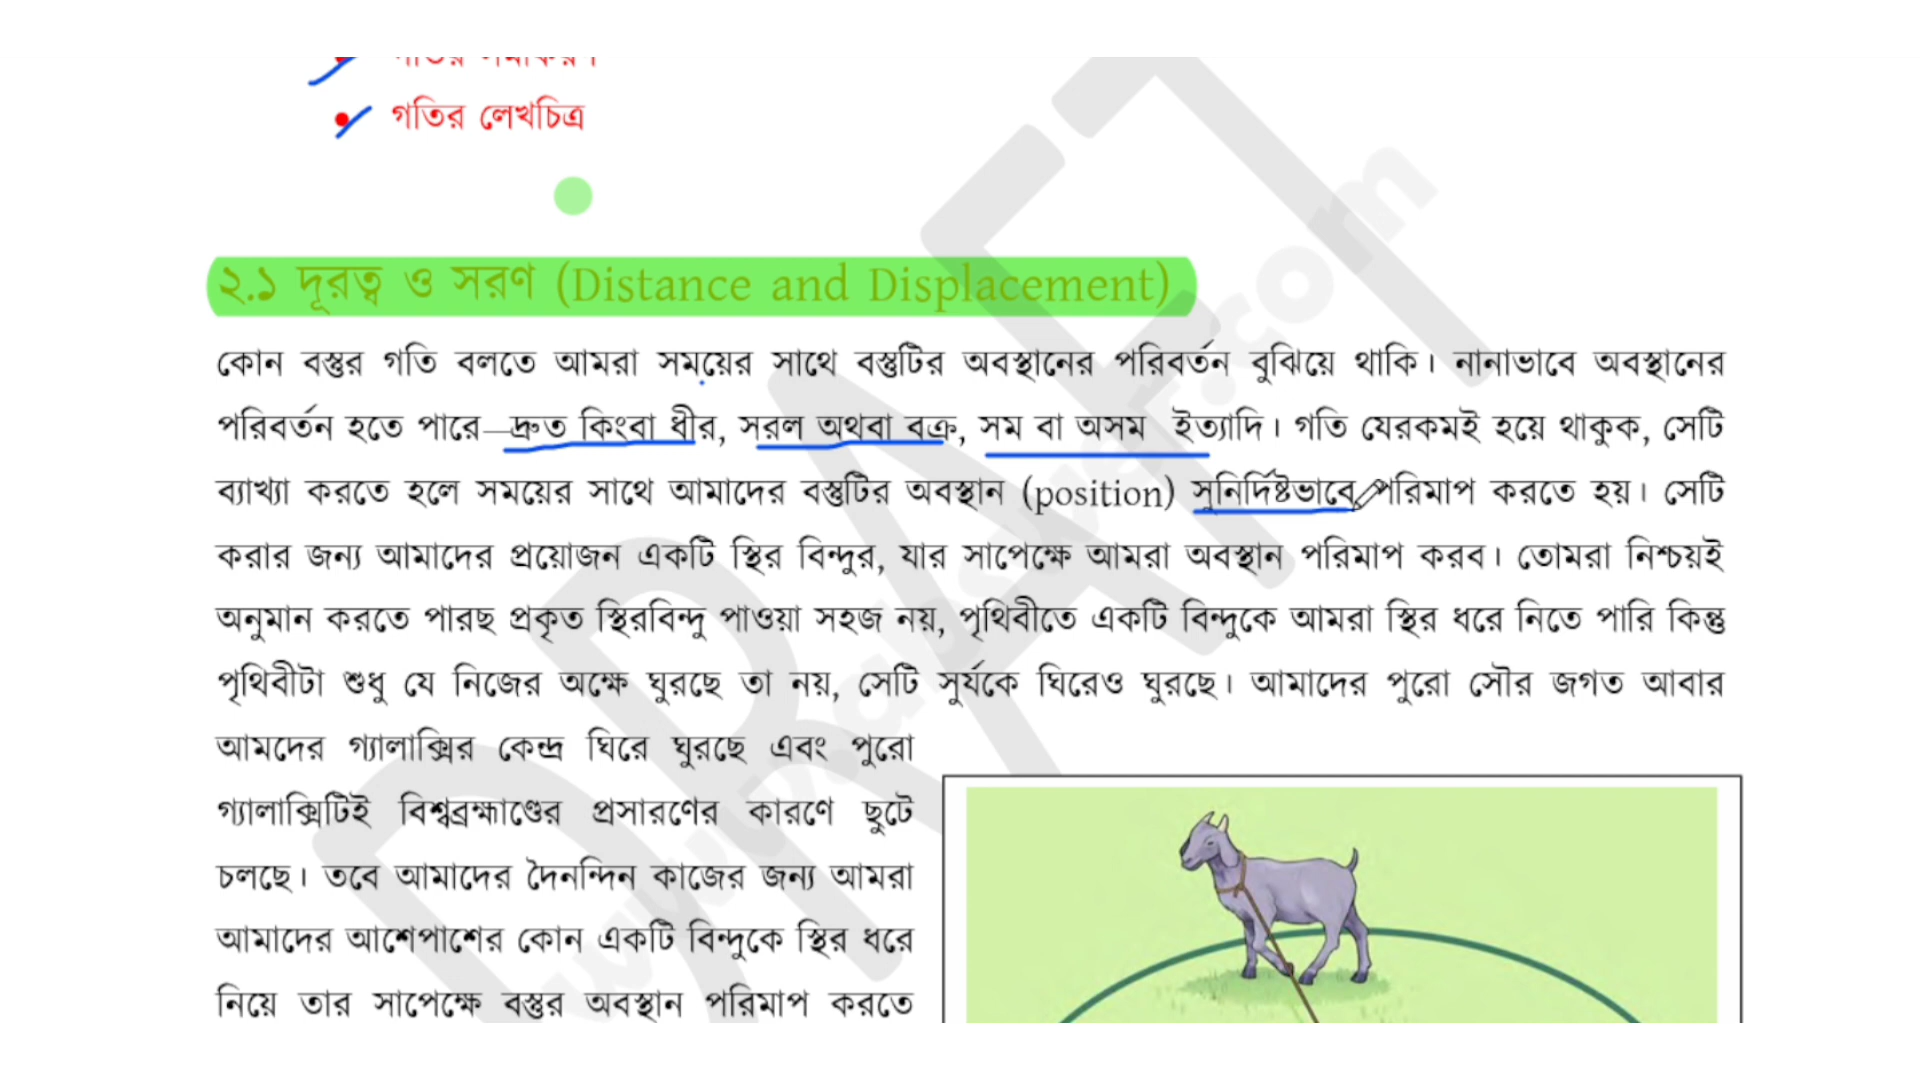 গতির সমীকরণ
গতির লেখচিত্র
২.১ দূরত্ব ও সরণ (Distance and Displacement)
কোন বস্তুর গতি বলতে আমরা সময়ের সাথে বস্তুটির অবস্থানের পরিবর্তন বুঝিয়ে থাকি। নানাভাবে অবস্থানের
পরিবর্তন হতে পারে—দ্রুত কিংবা ধীর, সরল অথবা বক্র, সম বা অসম ইত্যাদি। গতি যেরকমই হয়ে থাকুক, সেটি
ব্যাখ্যা করতে হলে সময়ের সাথে আমাদের বস্তুটির অবস্থান (position) সুনির্দিষ্টভাবে পরিমাপ করতে হয়। সেটি
করার জন্য আমাদের প্রয়োজন একটি স্থির বিন্দুর, যার সাপেক্ষে আমরা অবস্থান পরিমাপ করব। তোমরা নিশ্চয়ই
অনুমান করতে পারছ প্রকৃত স্থিরবিন্দু পাওয়া সহজ নয়, পৃথিবীতে একটি বিন্দুকে আমরা স্থির ধরে নিতে পারি কিন্তু
পৃথিবীটা শুধু যে নিজের অক্ষে ঘুরছে তা নয়, সেটি সূর্যকে ঘিরেও ঘুরছে। আমাদের পুরো সৌর জগত আবার
আমদের গ্যালাক্সির কেন্দ্র ঘিরে ঘুরছে এবং পুরো
গ্যালাক্সিটিই বিশ্বব্রহ্মাণ্ডের প্রসারণের কারণে ছুটে
চলছে। তবে আমাদের দৈনন্দিন কাজের জন্য আমরা
আমাদের আশেপাশের কোন একটি বিন্দুকে স্থির ধরে
নিয়ে তার সাপেক্ষে বস্তুর অবস্থান পরিমাপ করতে
DRAFT